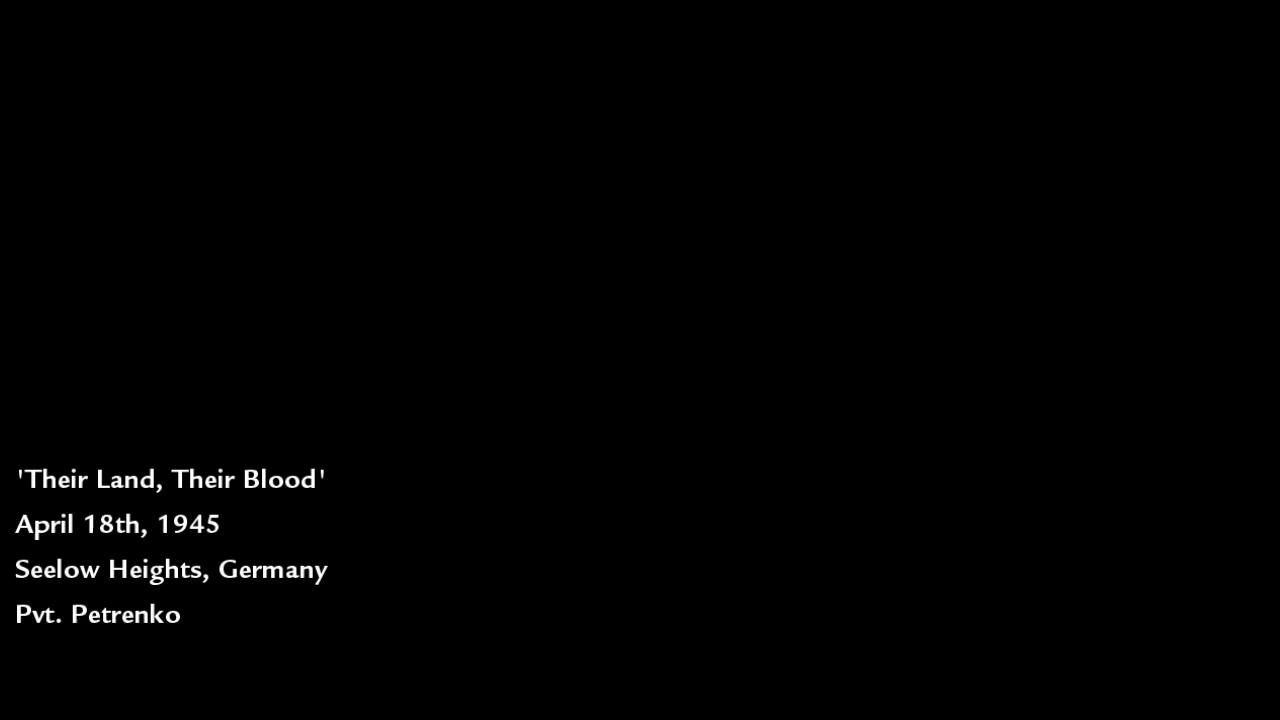 'Their Land, Their Blood'
April 18th, 1945
Seelow Heights, Germany
Pvt. Petrenko